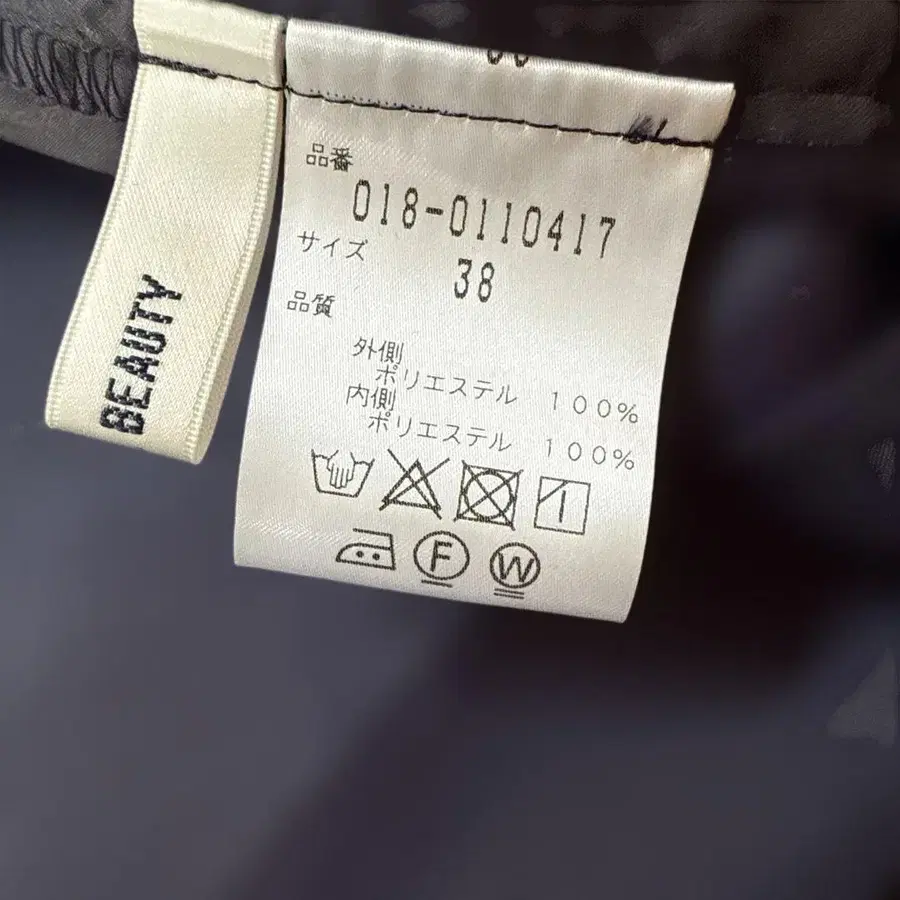 BEAUTY
品番
018-0110417
サイズ
38
品質
外側
ポリエステル 100%
内側
ポリエステル 100%
F
W